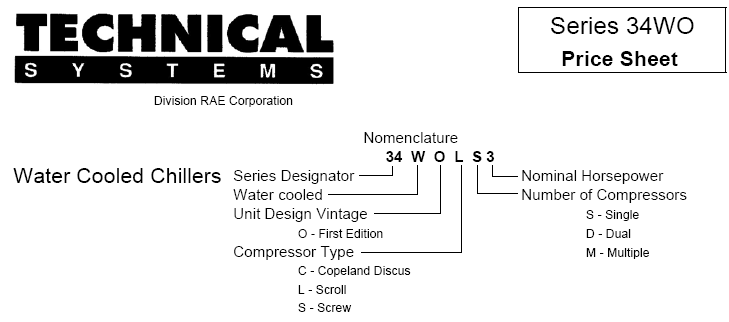 TECHNICAL
SYSTEMS
Division RAE Corporation
Series 34WO
Price Sheet
Nomenclature
34 W O L S 3
Water Cooled Chillers
Series Designator
Water cooled
Unit Design Vintage
O - First Edition
Compressor Type
C - Copeland Discus
L - Scroll
S - Screw
Nominal Horsepower
Number of Compressors
S - Single
D - Dual
M - Multiple